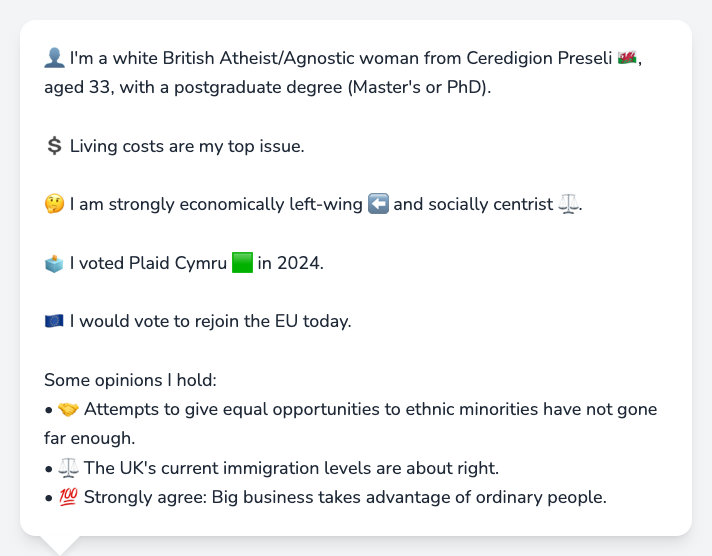 👤 I'm a white British Atheist/Agnostic woman from Ceredigion Preseli 🏴󠁧󠁢󠁷󠁬󠁳󠁿,
aged 33, with a postgraduate degree (Master's or PhD).
💲 Living costs are my top issue.
🤔 I am strongly economically left-wing ⬅️ and socially centrist ⚖️.
🗳️ I voted Plaid Cymru 🟩 in 2024.
🇪🇺 I would vote to rejoin the EU today.
Some opinions I hold:
• 🤝 Attempts to give equal opportunities to ethnic minorities have not gone
far enough.
• ⚖️ The UK's current immigration levels are about right.
• 💯 Strongly agree: Big business takes advantage of ordinary people.